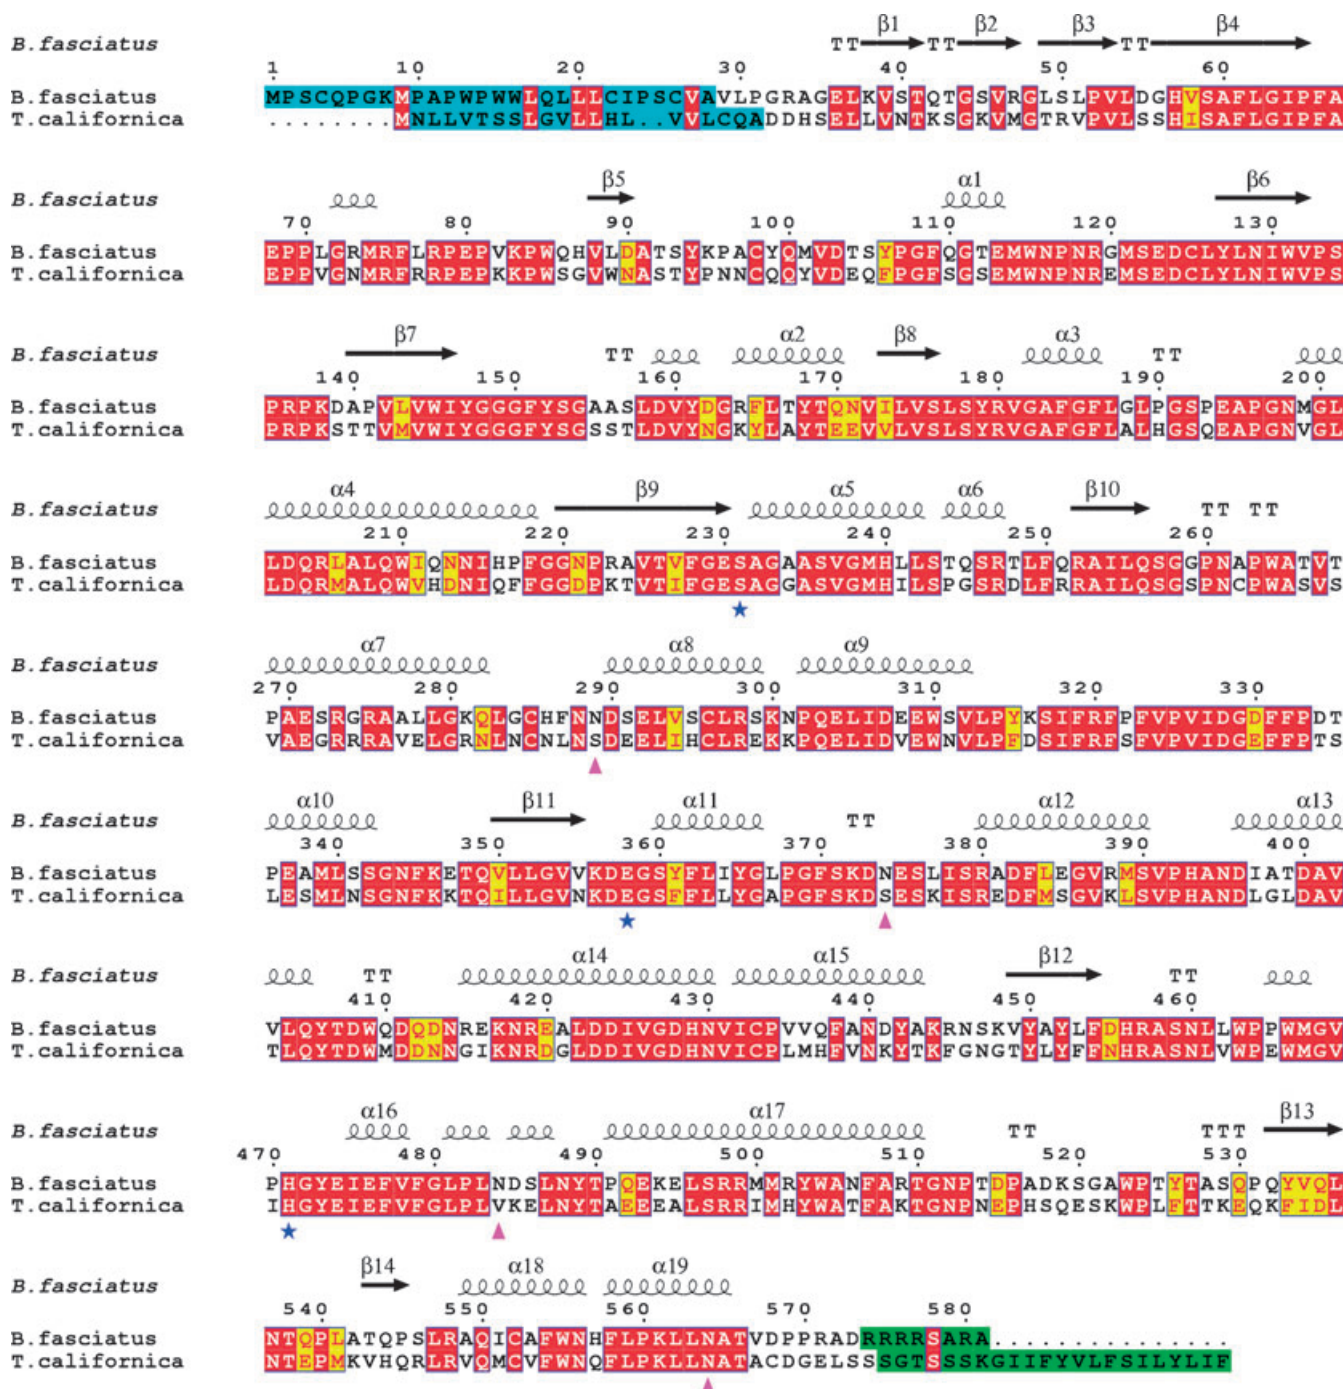 β1 β2 β3 β4
B.fasciatus TT TT TT
1 10 20 30 40 50 60
B.fasciatus MPSCQPGKMPAPWPWWLQLLLCIPSCVAVLPGRAGELKVSTQTGSVRGLSLPVLDGHVSAFLGIPFA
T.californica ........MNLLVTSSLGVLLHL..VVLCQADDHSELLVNTKSGKVMGTRVPVLSSHISAFLGIPFA
β5 α1 β6
B.fasciatus
70 80 90 100 110 120 130
B.fasciatus EPPLGRMRFLRPEPVKPWQHVLDATSYKPACYQMVDTSYPGFQGTEMWNPNRGMSEDCLYLNIWVPS
T.californica EPPVGNMRFRRPEPKKPWSGVWNASTYPNNCQQYVDEQFPGFSGSEMWNPNREMSEDCLYLNIWVPS
β7 α2 β8 α3
B.fasciatus TT TT
140 150 160 170 180 190 200
B.fasciatus PRPKDAPVLVWIYGGGFYSGAASLDVYDGRFLTYTQNVILVSLSYRVGAFGFLGLPGSPEAPGNMGL
T.californica PRPKSTTVMVWIYGGGFYSGSSTLDVYNGKYLAYTEEVVLVSLSYRVGAFGFLALHGSQEAPGNVGL
α4 β9 α5 α6 β10
B.fasciatus TT TT
210 220 230 240 250 260
B.fasciatus LDQRLALQWIQNNIHPFGGNPRAVTVFGESAGAASVGMHLLSTQSRTLFQRAILQSGGPNAPWATVT
T.californica LDQRMALQWVHDNIQFFGGDPKTVTIFGESAGGASVGMHILSPGSRDLFRRAILQSGSPNCPWASVS
α7 α8 α9
B.fasciatus
270 280 290 300 310 320 330
B.fasciatus PAESRGRAALLGKQLGCHFNNDSELVSCLRSKNPQELIDEEWSVLPYKSIFRFPFVPVIDGDFFPDT
T.californica VAEGRRRAVELGRNLNCNLNSDEELIHCLREKKPQELIDVEWNVLPFDSIFRFSFVPVIDGEFFPTS
α10 β11 α11 α12 α13
B.fasciatus TT
340 350 360 370 380 390 400
B.fasciatus PEAMLSSGNFKETQVLLGVVKDEGSYFLIYGLPGFSKDNESLISRADFLEGVRMSVPHANDIATDAV
T.californica LESMLNSGNFKKTQILLGVNKDEGSFFLLYGAPGFSKDSESKISREDFMSGVKLSVPHANDLGLDAV
α14 α15 β12
B.fasciatus TT TT
410 420 430 440 450 460
B.fasciatus VLQYTDWQDQDNREKNREALDDIVGDHNVICPVVQFANDYAKRNSKVYAYLFDHRASNLLWPPWMGV
T.californica TLQYTDWMDDNNGIKNRDGLDDIVGDHNVICPLMHFVNKYTKFGNGTYLYFFNHRASNLVWPEWMGV
α16 α17 β13
B.fasciatus TT TTT
470 480 490 500 510 520 530
B.fasciatus PHGYEIEFVFGLPLNDSLNYTPQEKELSRRMMRYWANFARTGNPTDPADKSGAWPTYTASQPQYVQL
T.californica IHGYEIEFVFGLPLVKELNYTAEEEALSRRIMHYWATFAKTGNPNEPHSQESKWPLFTTKEQKFIDL
β14 α18 α19
B.fasciatus
540 550 560 570 580
B.fasciatus NTQPLATQPSLRAQICAFWNHFLPKLLNATVDPPRADRRRRSARA...............
T.californica NTEPMKVHQRLRVQMCVFWNQFLPKLLNATACDGELSSSGTSSSKGIIFYVLFSILYLIF